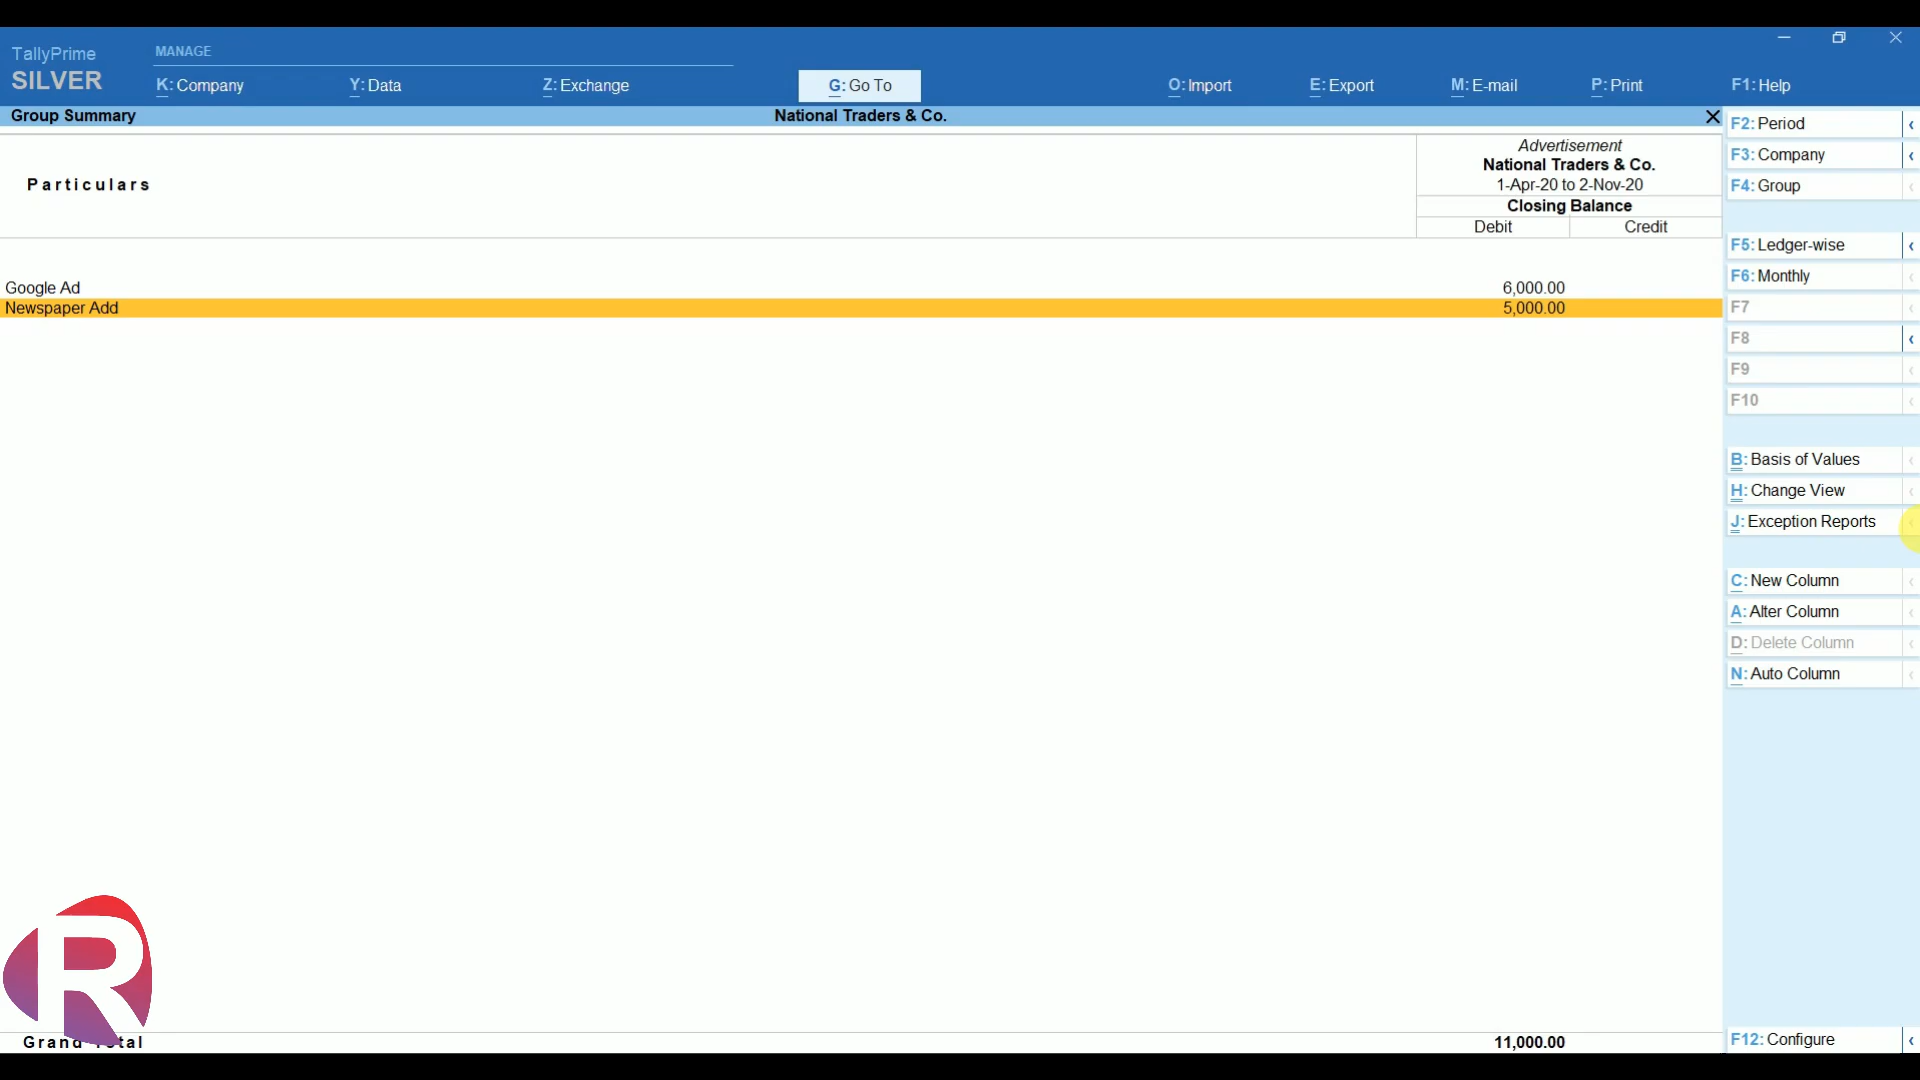 TallyPrime
SILVER
MANAGE
K: Company
Y: Data
Z: Exchange
G: Go To
O: Import
E: Export
M: E-mail
P: Print
F1: Help
Group Summary
National Traders & Co.
Particulars
Advertisement
National Traders & Co.
1-Apr-20 to 2-Nov-20
Closing Balance
Debit Credit
Google Ad 6,000.00
Newspaper Add 5,000.00
Grand Total 11,000.00
F2: Period
F3: Company
F4: Group
F5: Ledger-wise
F6: Monthly
F7
F8
F9
F10
B: Basis of Values
H: Change View
J: Exception Reports
C: New Column
A: Alter Column
D: Delete Column
N: Auto Column
F12: Configure
R